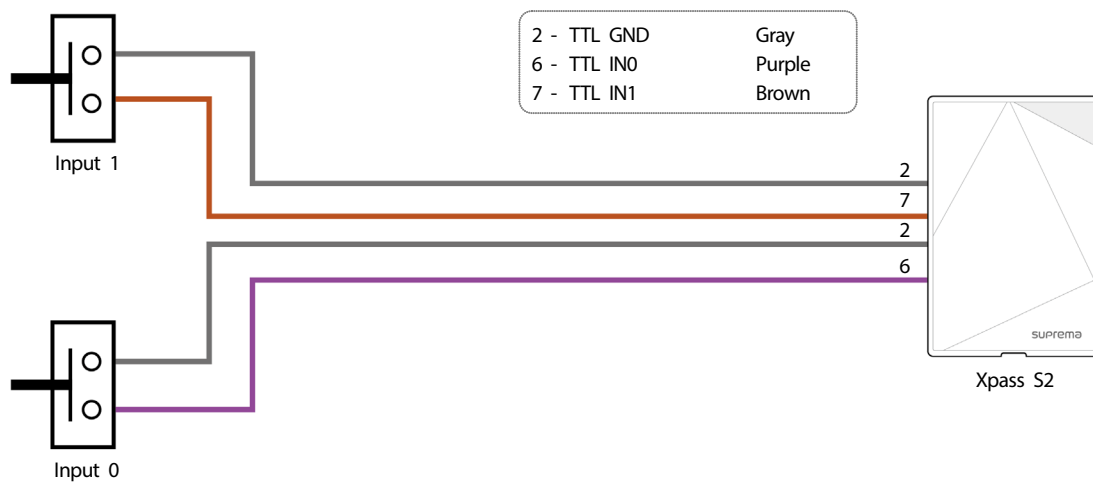 2 - TTL GND Gray
6 - TTL IN0 Purple
7 - TTL IN1 Brown
Input 1
2
7
2
6
suprema
Xpass S2
Input 0